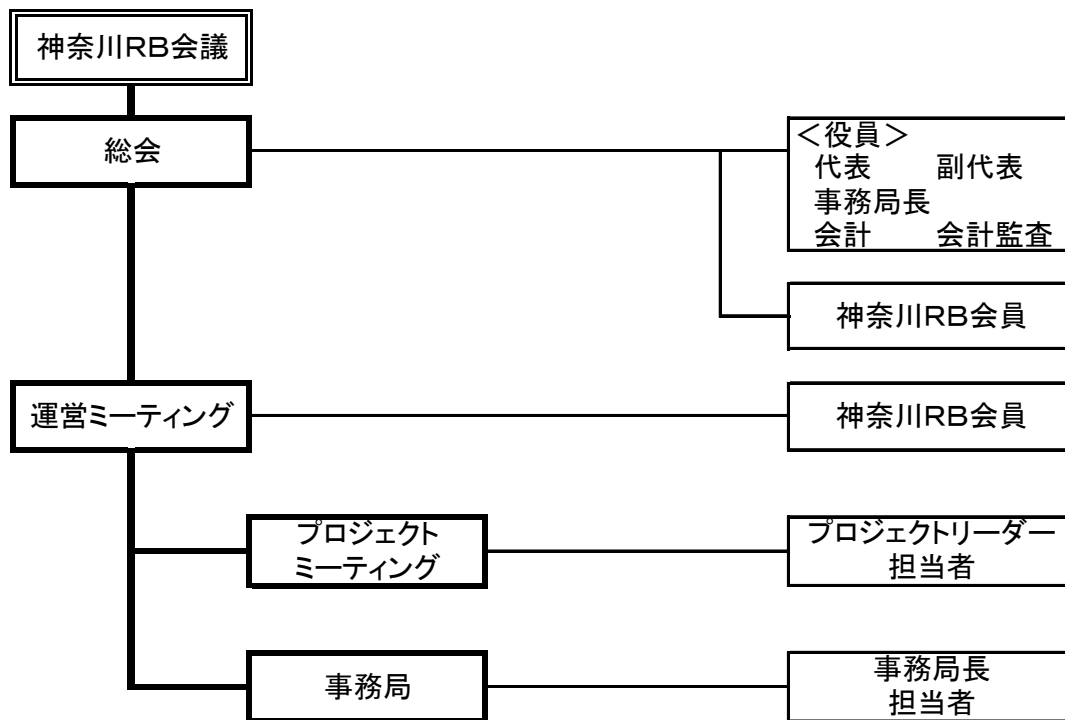 神奈川RB会議
総会
＜役員＞
代表　　副代表
事務局長
会計　　会計監査
神奈川RB会員
運営ミーティング
神奈川RB会員
プロジェクト
ミーティング
プロジェクトリーダー
担当者
事務局
事務局長
担当者